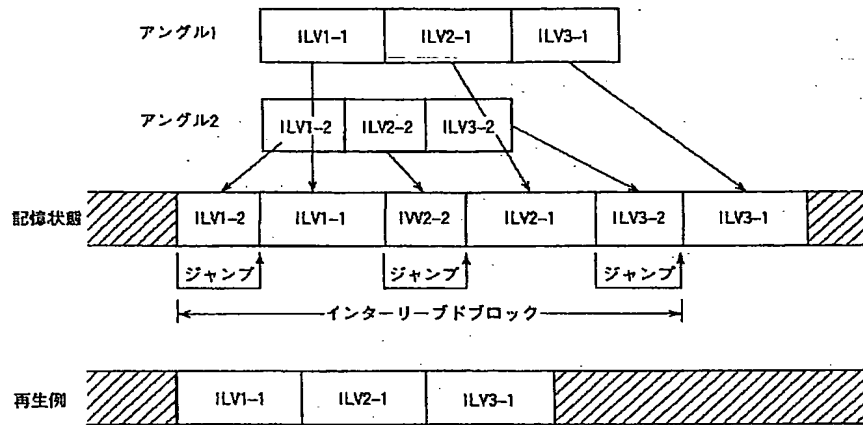 アングル1 ILV1-1 ILV2-1 ILV3-1
アングル2 ILV1-2 ILV2-2 ILV3-2
記憶状態 ILV1-2 ILV1-1 IVV2-2 ILV2-1 ILV3-2 ILV3-1
ジャンプ ジャンプ ジャンプ
インターリーブドブロック
再生例 ILV1-1 ILV2-1 ILV3-1